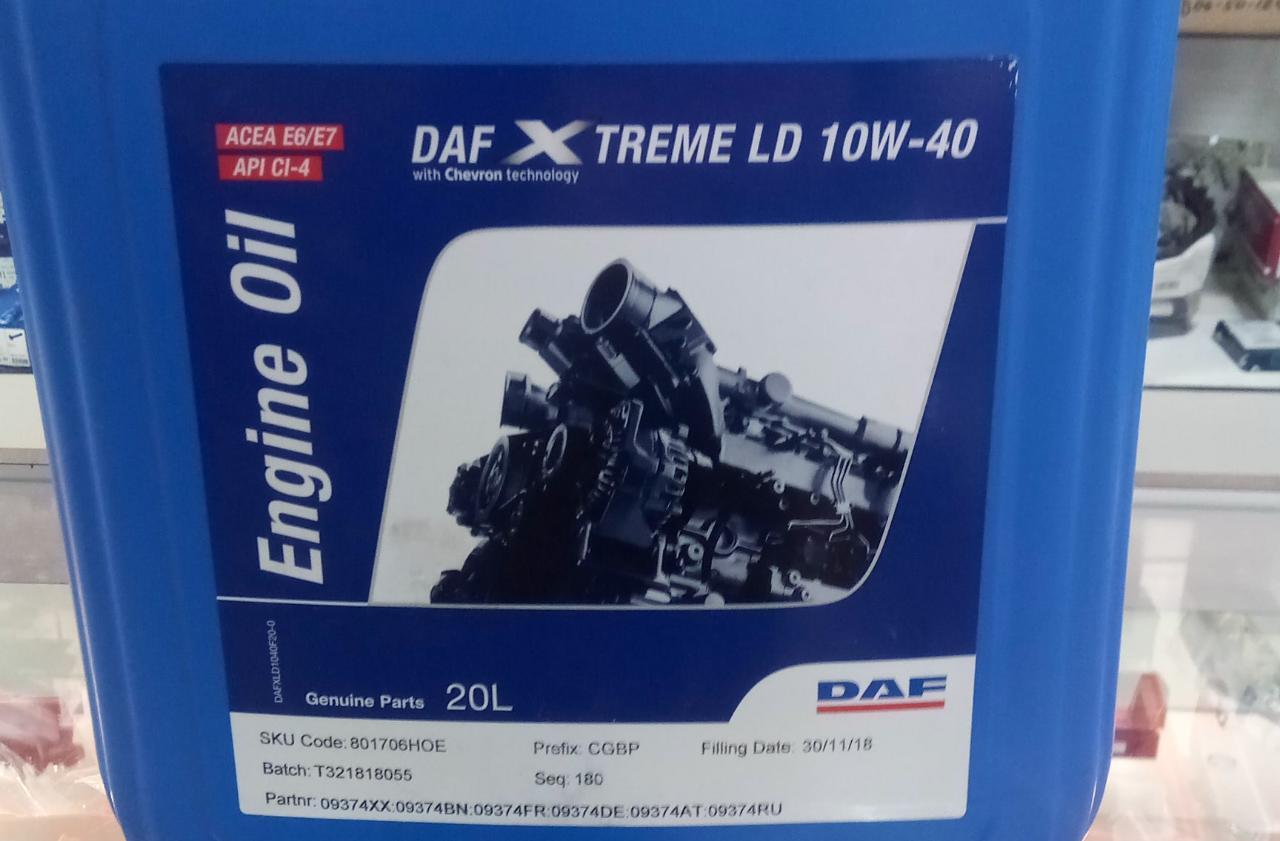 ACEA E6/E7
API CI-4
DAF XTREME LD 10W-40
with Chevron technology
Engine Oil
DAFXLD1040F20-0
Genuine Parts 20L
DAF
SKU Code: 801706HOE Prefix: CGBP Filling Date: 30/11/18
Batch: T321818055 Seq: 180
Partnr: 09374XX:09374BN:09374FR:09374DE:09374AT:09374RU